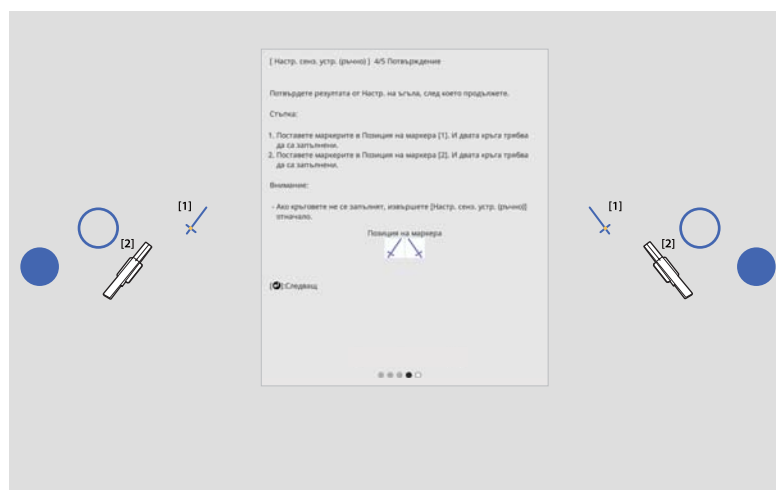 [ Настр. сенз. устр. (ръчно) ] 4/5 Потвърждение
Потвърдете резултата от Настр. на ъгъла, след което продължете.
Стъпка:
1. Поставете маркерите в Позиция на маркера [1]. И двата кръга трябва
да са запълнени.
2. Поставете маркерите в Позиция на маркера [2]. И двата кръга трябва
да са запълнени.
Внимание:
- Ако кръговете не се запълнят, извършете [Настр. сенз. устр. (ръчно)]
отначало.
Позиция на маркера
[ ]:Следващ
[1]
[2]
[1]
[2]